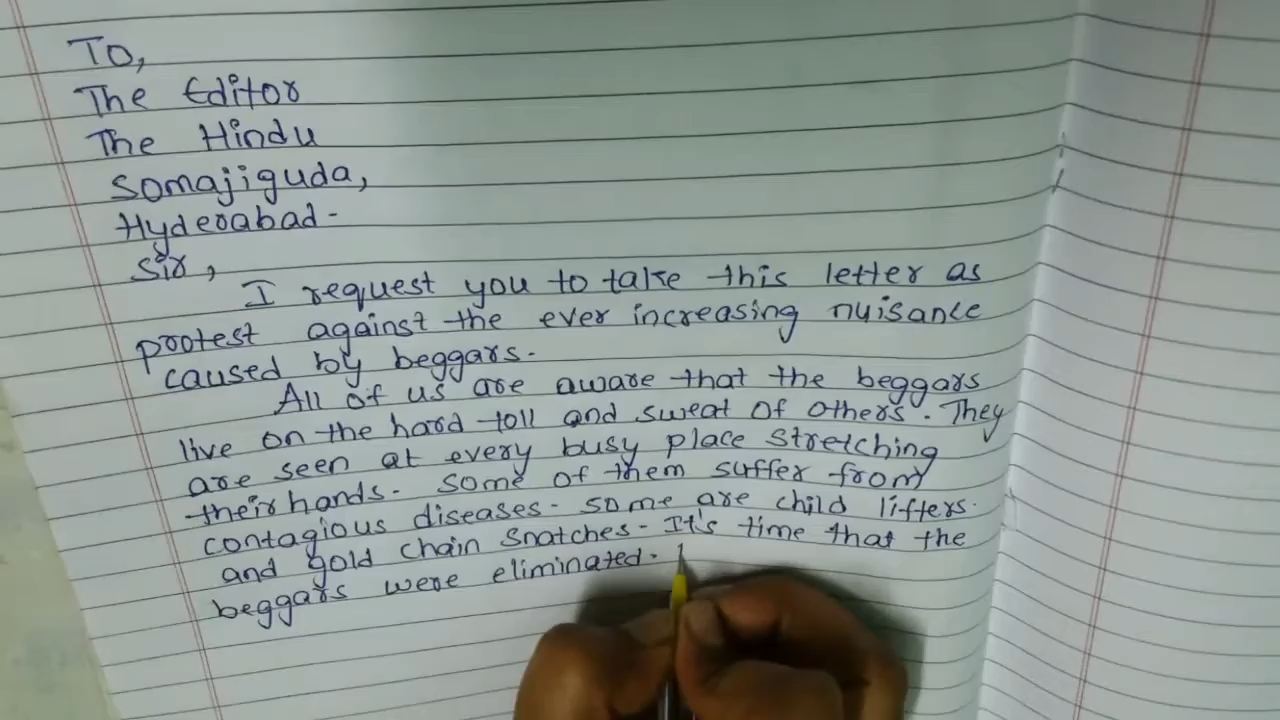 To,
The Editor
The Hindu
Somajiguda,
Hyderabad-
Sir,
I request you to take this letter as
protest against the ever increasing nuisance
caused by beggars.
All of us are aware that the beggars
live on the hard toll and sweat of others. They
are seen at every busy place stretching
their hands. Some of them suffer from
contagious diseases. Some are child lifters.
and gold chain snatches. It's time that the
beggars were eliminated.